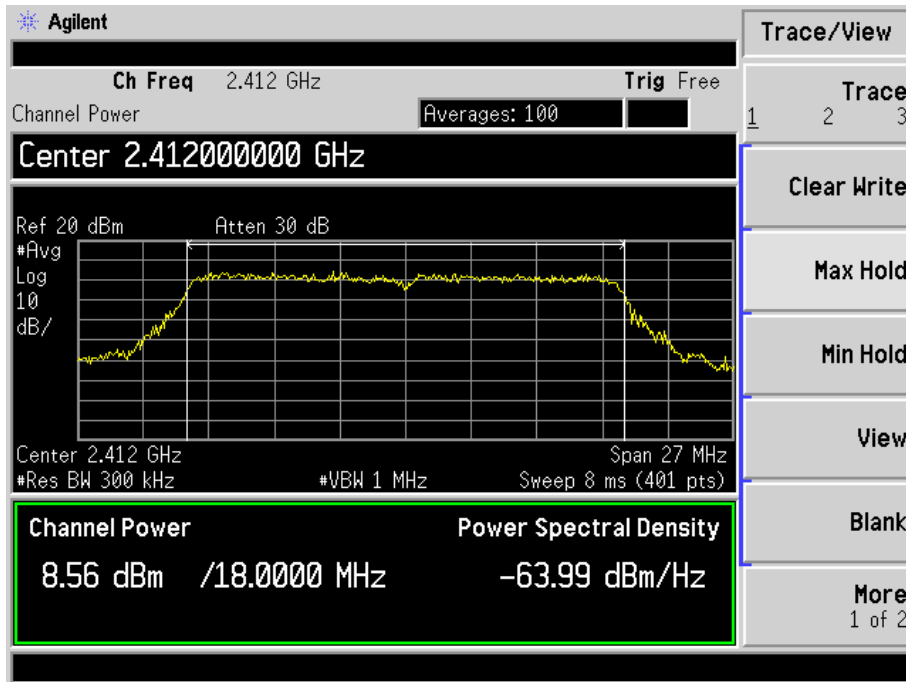 Agilent
Trace/View
Ch Freq 2.412 GHz Trig Free
Channel Power Averages: 100
Center 2.412000000 GHz
Ref 20 dBm Atten 30 dB
#Avg
Log
10
dB/
Center 2.412 GHz Span 27 MHz
#Res BW 300 kHz #VBW 1 MHz Sweep 8 ms (401 pts)
Channel Power Power Spectral Density
8.56 dBm /18.0000 MHz -63.99 dBm/Hz
Trace
1 2 3
Clear Write
Max Hold
Min Hold
View
Blank
More
1 of 2